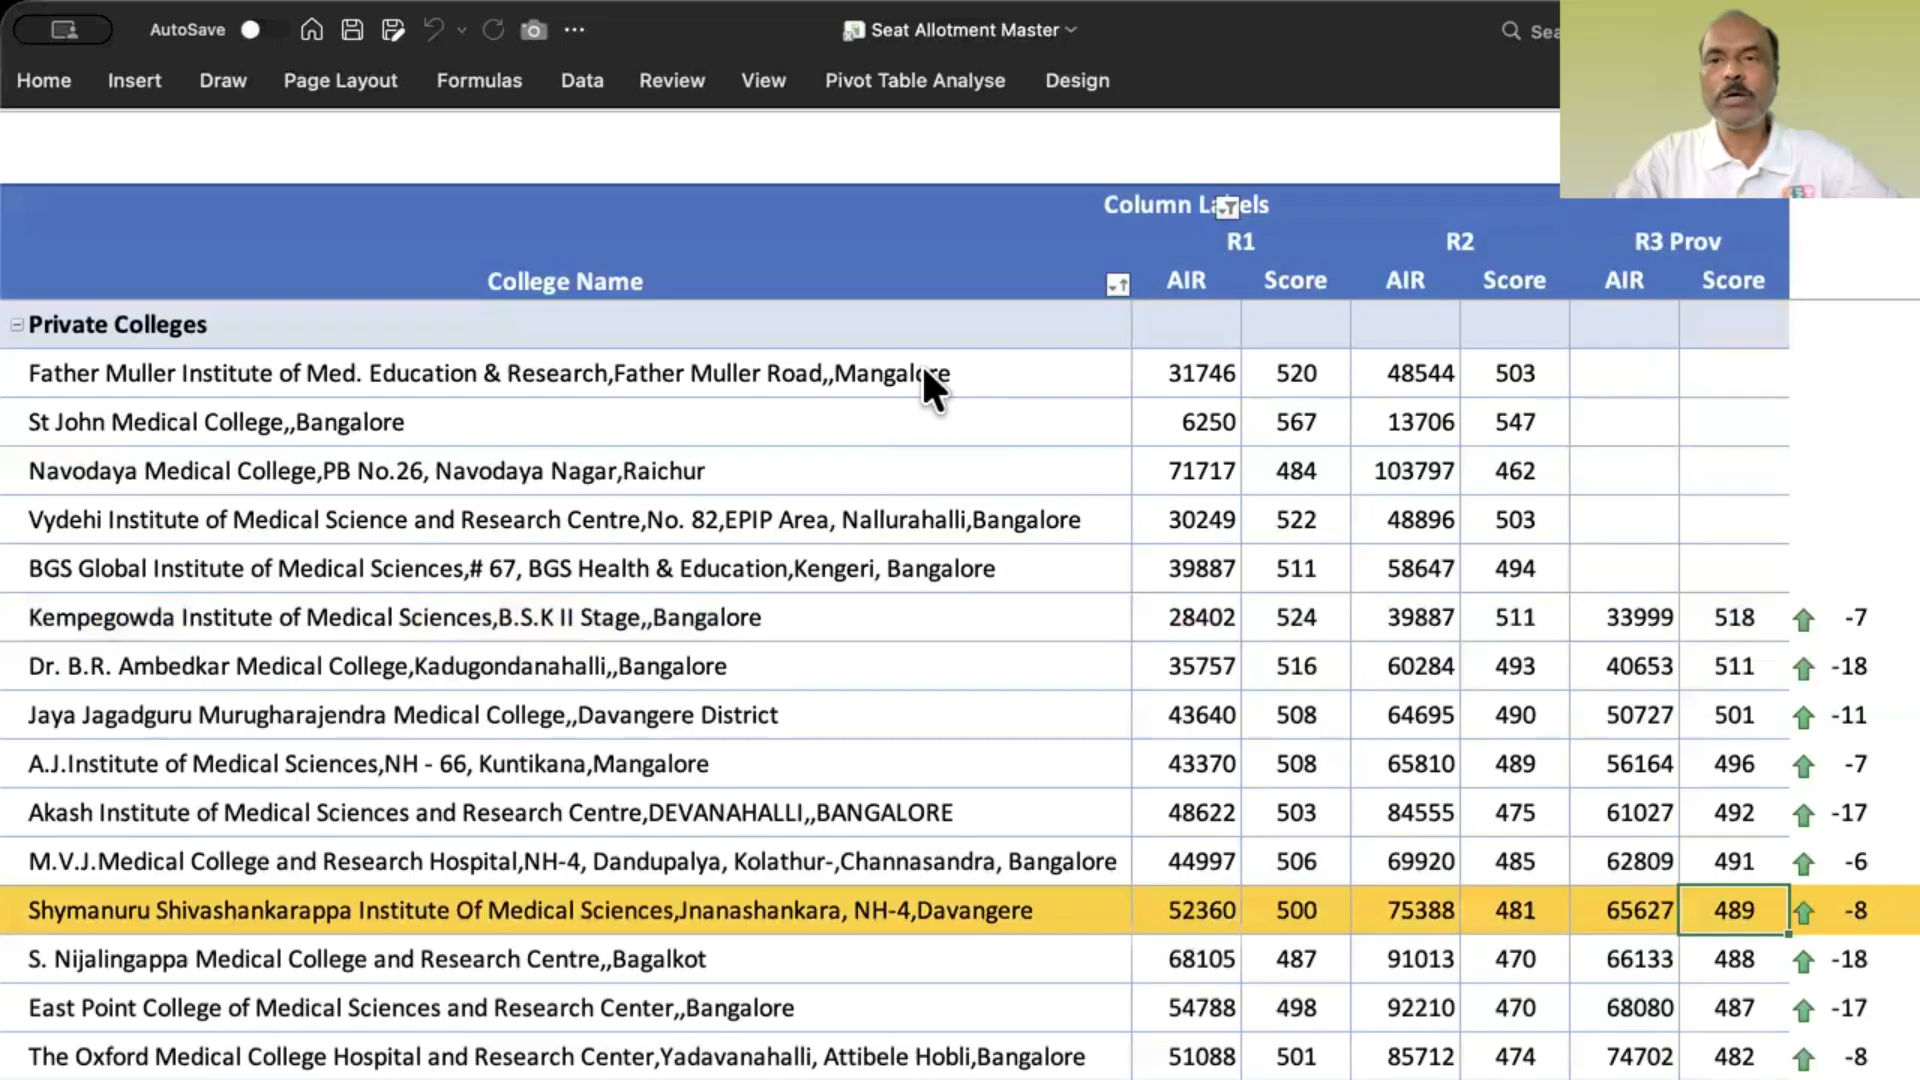 AutoSave
Seat Allotment Master
Sea
Home Insert Draw Page Layout Formulas Data Review View Pivot Table Analyse Design
Column Labels
R1 R2 R3 Prov
College Name AIR Score AIR Score AIR Score
Private Colleges
Father Muller Institute of Med. Education & Research,Father Muller Road,,Mangalore 31746 520 48544 503
St John Medical College,,Bangalore 6250 567 13706 547
Navodaya Medical College,PB No.26, Navodaya Nagar,Raichur 71717 484 103797 462
Vydehi Institute of Medical Science and Research Centre,No. 82,EPIP Area, Nallurahalli,Bangalore 30249 522 48896 503
BGS Global Institute of Medical Sciences,# 67, BGS Health & Education,Kengeri, Bangalore 39887 511 58647 494
Kempegowda Institute of Medical Sciences,B.S.K II Stage,,Bangalore 28402 524 39887 511 33999 518 -7
Dr. B.R. Ambedkar Medical College,Kadugondanahalli,,Bangalore 35757 516 60284 493 40653 511 -18
Jaya Jagadguru Murugharajendra Medical College,,Davangere District 43640 508 64695 490 50727 501 -11
A.J.Institute of Medical Sciences,NH - 66, Kuntikana,Mangalore 43370 508 65810 489 56164 496 -7
Akash Institute of Medical Sciences and Research Centre,DEVANAHALLI,,BANGALORE 48622 503 84555 475 61027 492 -17
M.V.J.Medical College and Research Hospital,NH-4, Dandupalya, Kolathur-,Channasandra, Bangalore 44997 506 69920 485 62809 491 -6
Shymanuru Shivashankarappa Institute Of Medical Sciences,Jnanashankara, NH-4,Davangere 52360 500 75388 481 65627 489 -8
S. Nijalingappa Medical College and Research Centre,,Bagalkot 68105 487 91013 470 66133 488 -18
East Point College of Medical Sciences and Research Center,,Bangalore 54788 498 92210 470 68080 487 -17
The Oxford Medical College Hospital and Research Center,Yadavanahalli, Attibele Hobli,Bangalore 51088 501 85712 474 74702 482 -8